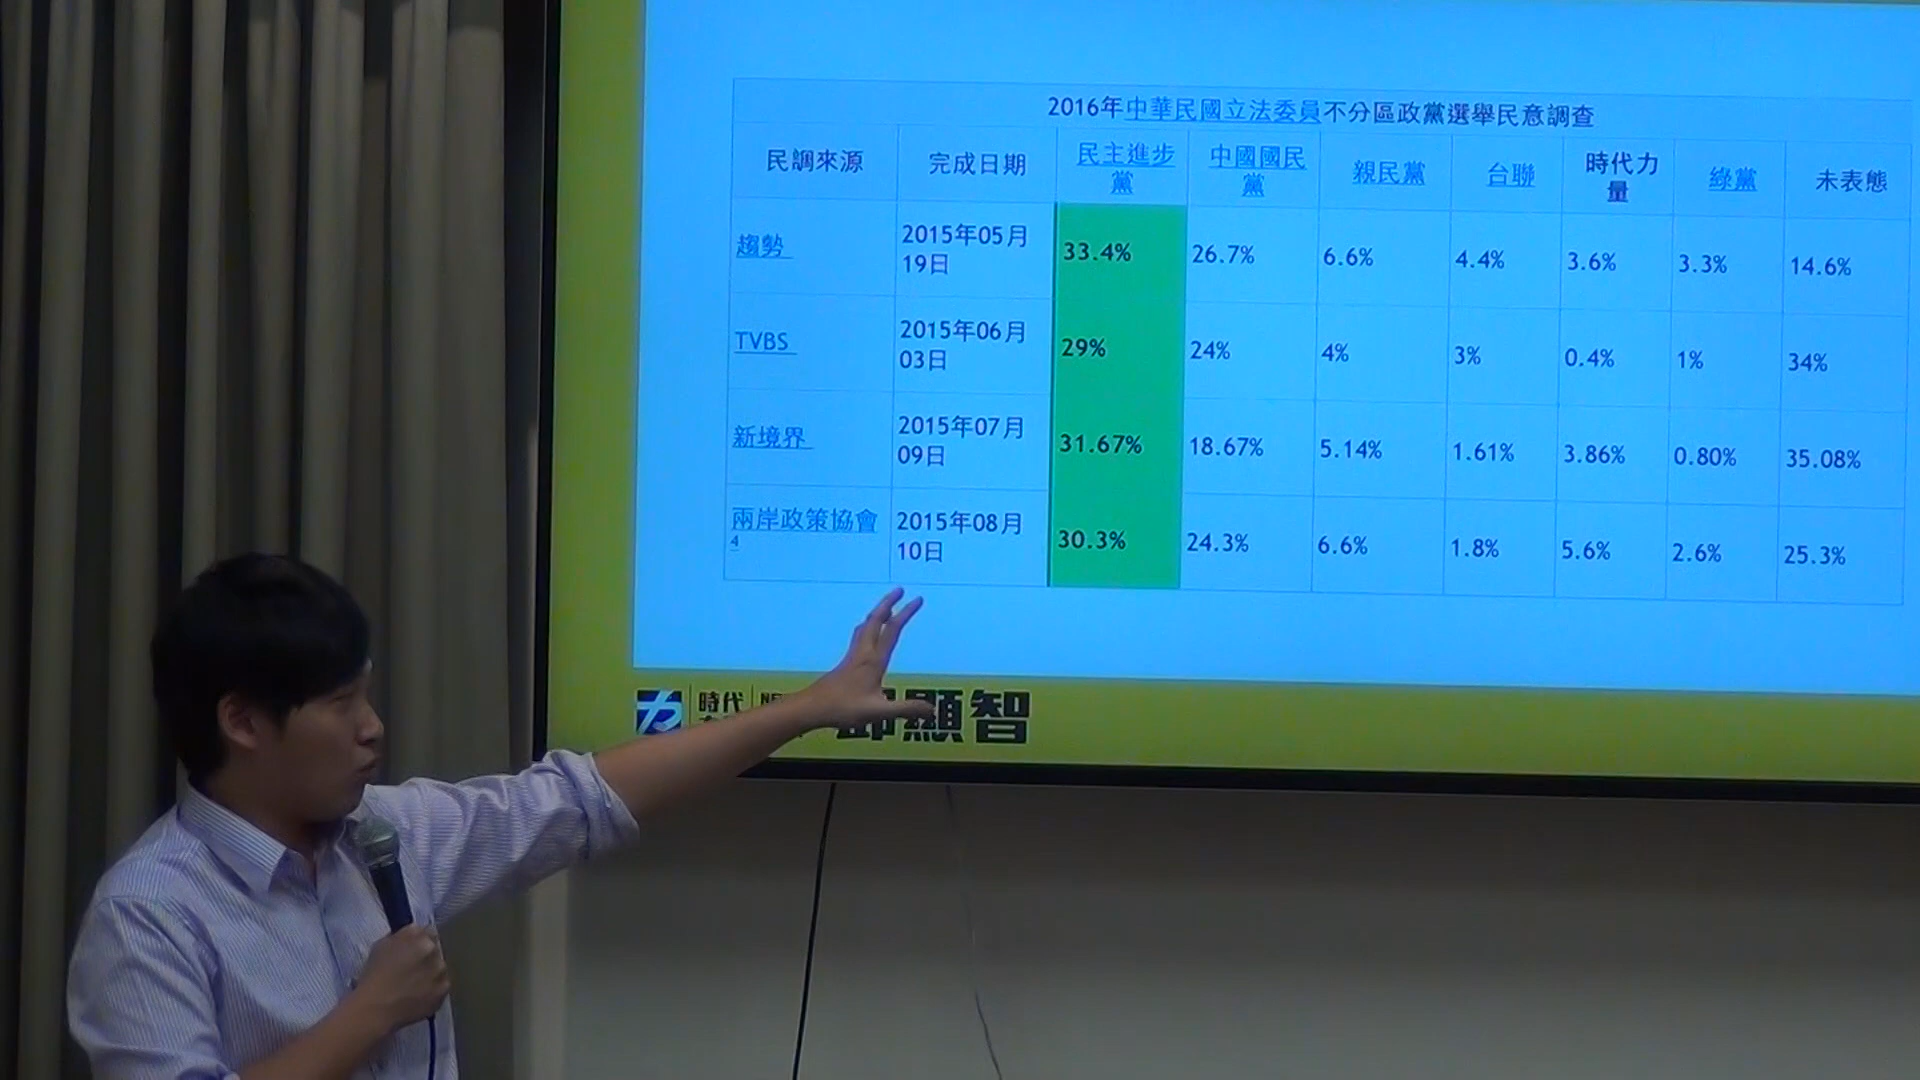 2016年中華民國立法委員不分區政黨選舉民意調查
民調來源 完成日期 民主進步 中國國民 親民黨 台聯 時代力 綠黨 未表態
黨 黨 量
趨勢 2015年05月 33.4% 26.7% 6.6% 4.4% 3.6% 3.3% 14.6%
19日
TVBS 2015年06月 29% 24% 4% 3% 0.4% 1% 34%
03日
新境界 2015年07月 31.67% 18.67% 5.14% 1.61% 3.86% 0.80% 35.08%
09日
兩岸政策協會 2015年08月 30.3% 24.3% 6.6% 1.8% 5.6% 2.6% 25.3%
4 10日
時代 顯智